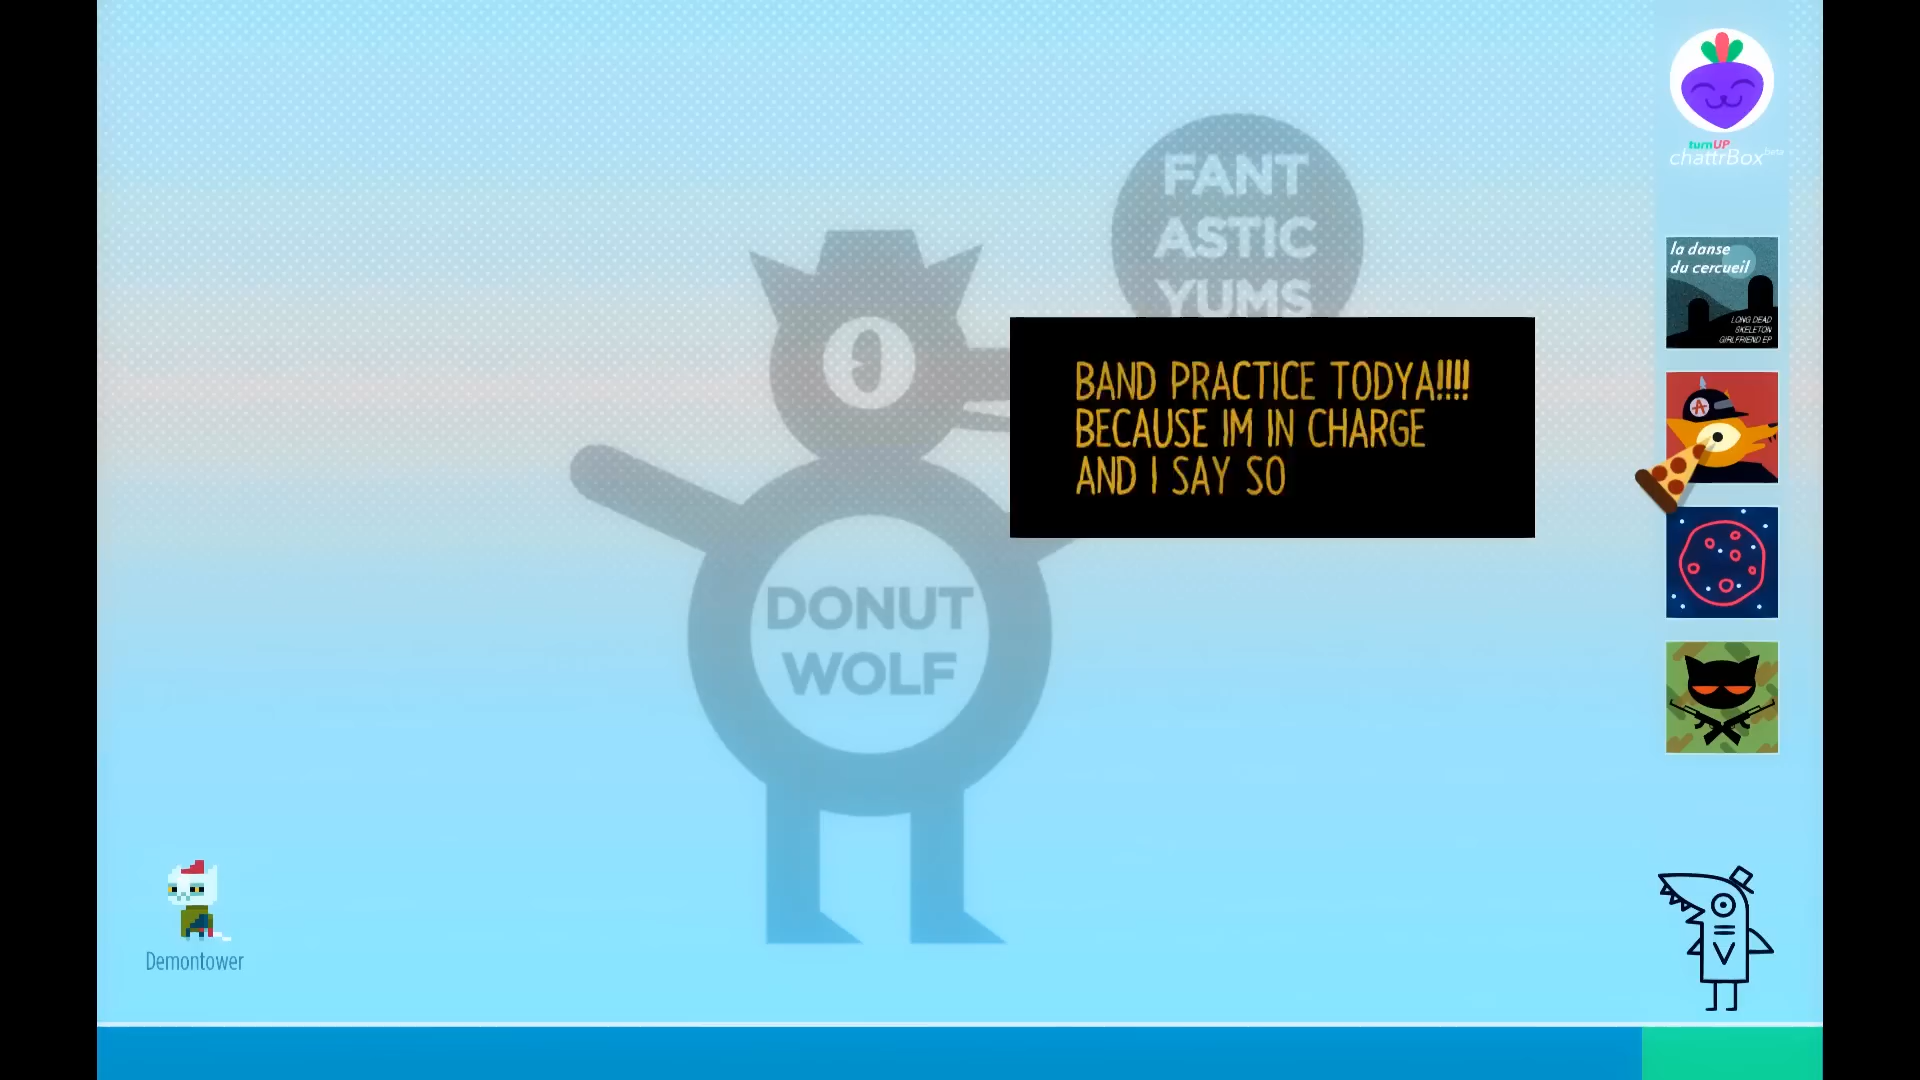 FANT
ASTIC
YUMS
DONUT
WOLF
BAND PRACTICE TODYA!!!!
BECAUSE IM IN CHARGE
AND I SAY SO
turnUP
chattrBox beta
la danse
du cercueil
LONG DEAD
SKELETON
GIRLFRIEND EP
A
Demontower